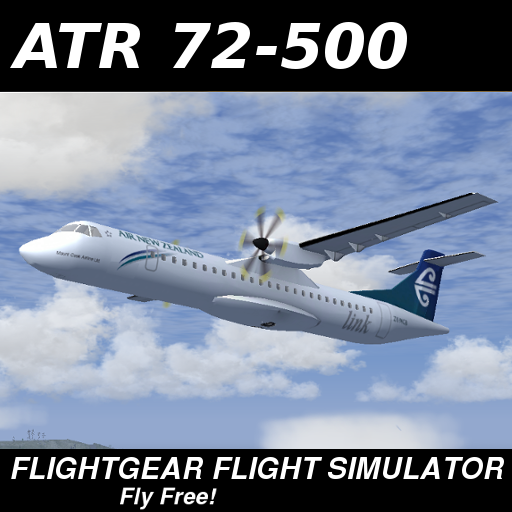 ATR 72-500
AIR NEW ZEALAND
link
FLIGHTGEAR FLIGHT SIMULATOR
Fly Free!